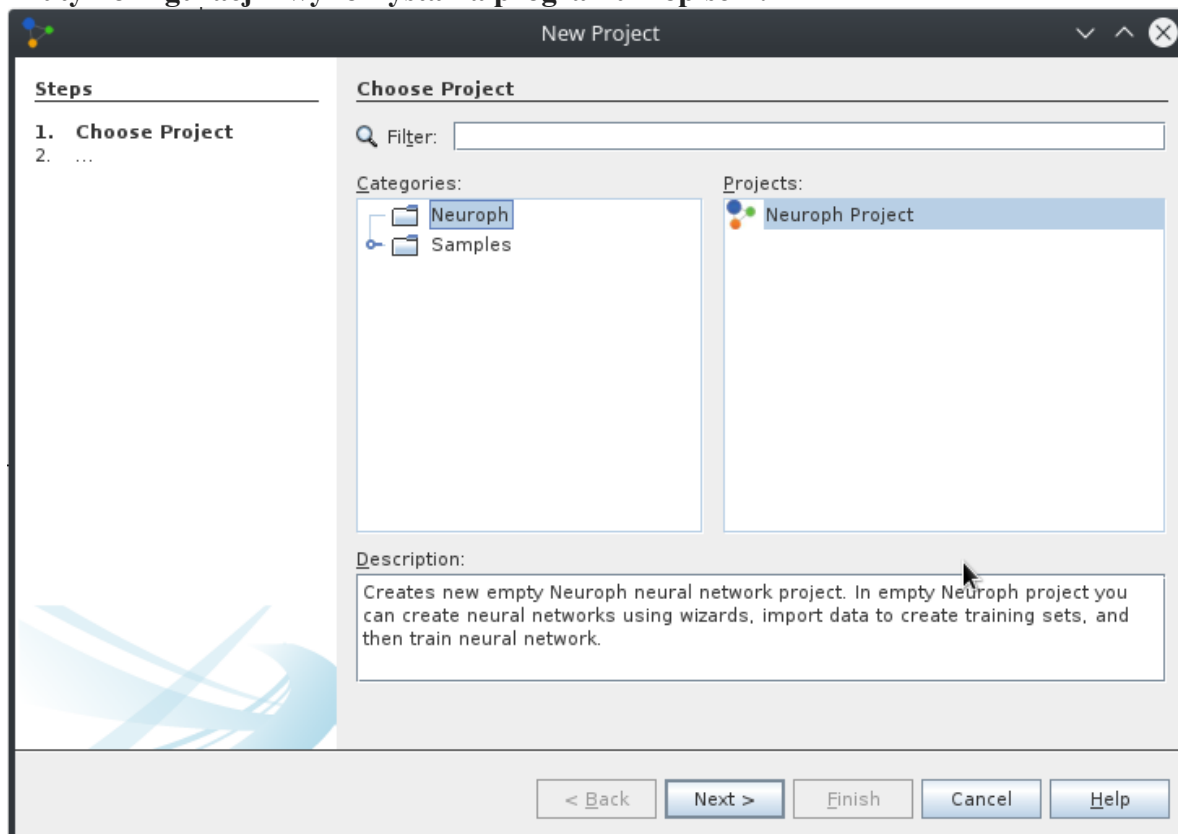 New Project
Steps
1. Choose Project
2. ...
Choose Project
Filter:
Categories:
Neuroph
Samples
Projects:
Neuroph Project
Description:
Creates new empty Neuroph neural network project. In empty Neuroph project you
can create neural networks using wizards, import data to create training sets, and
then train neural network.
< Back
Next >
Finish
Cancel
Help